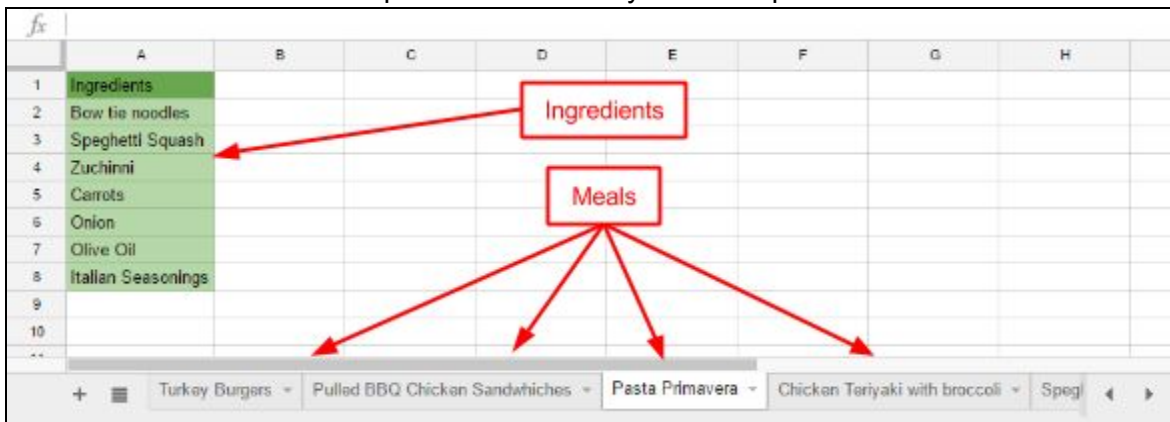 fx
A B C D E F G H
1 Ingredients
2 Bow tie noodles
3 Speghetti Squash
4 Zuchinni
5 Carrots
6 Onion
7 Olive Oil
8 Italian Seasonings
9
10
Ingredients
Meals
+ Turkey Burgers Pulled BBQ Chicken Sandwhiches Pasta Primavera Chicken Teriyaki with broccoli